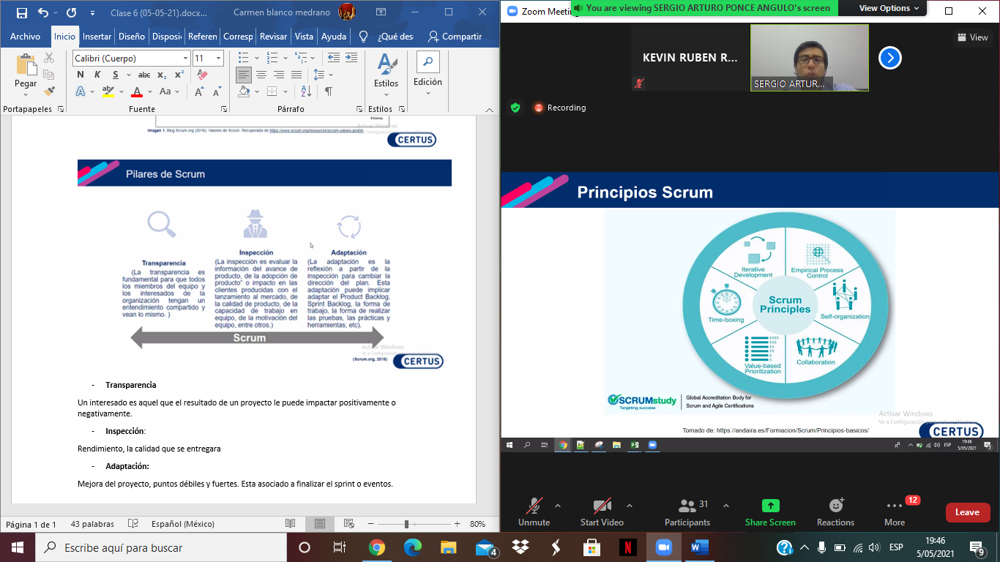 Clase 6 (05-05-21).docx...
Carmen blanco medrano
Archivo
Inicio
Insertar
Diseño
Disposic
Referen
Corresp
Revisar
Vista
Ayuda
¿Qué des
Compartir
Pegar
Calibri (Cuerpo)
11
N K S abc x₂ x²
A ab A Aa A A
Estilos
Edición
Portapapeles
Fuente
Párrafo
Estilos
Imagen 1. Blog Scrum.org (2016). Valores de Scrum. Recuperado de https://www.scrum.org/resources/scrum-values-poster
Activar Windows
CERTUS
Pilares de Scrum
Transparencia
(La transparencia es
fundamental para que todos
los miembros del equipo y
los interesados de la
organización tengan un
entendimiento compartido y
vean lo mismo. )
Inspección
(La inspección es evaluar la
información del avance de
producto, de la adopción de
producto" o impacto en las
clientes producidas con el
lanzamiento al mercado, de
la calidad de producto, de la
capacidad de trabajo en
equipo, de la motivación del
equipo, entre otros.)
Adaptación
(La adaptación es la
reflexión a partir de la
inspección para cambiar la
dirección del plan. Esta
adaptación puede implicar
adaptar el Product Backlog,
Sprint Backlog, la forma de
trabajo, la forma de realizar
las pruebas, las prácticas y
herramientas, etc).
Scrum
Activar Windows
(Scrum.org, 2019)
CERTUS
- Transparencia
Un interesado es aquel que el resultado de un proyecto le puede impactar positivamente o
negativamente.
- Inspección:
Rendimiento, la calidad que se entregara
- Adaptación:
Mejora del proyecto, puntos débiles y fuertes. Esta asociado a finalizar el sprint o eventos.
Página 1 de 1
43 palabras
Español (México)
80%
Zoom Meeting
You are viewing SERGIO ARTURO PONCE ANGULO's screen
View Options
KEVIN RUBEN R...
SERGIO ARTUR...
View
Recording
Principios Scrum
Iterative
Development
Empirical Process
Control
Time-boxing
Scrum
Principles
Self-organization
Value-based
Prioritization
Collaboration
SCRUMstudy
Targeting success
Global Accreditation Body for
Scrum and Agile Certifications
Activar Windows
Ve a Configuración para activar Windows
CERTUS
Tomado de: https://andaira.es/Formacion/Scrum/Principios-basicos/
ESP
19:46
5/05/2021
2
Unmute
Start Video
31
Participants
Share Screen
Reactions
12
More
Leave
Escribe aquí para buscar
4
ESP
19:46
5/05/2021
9